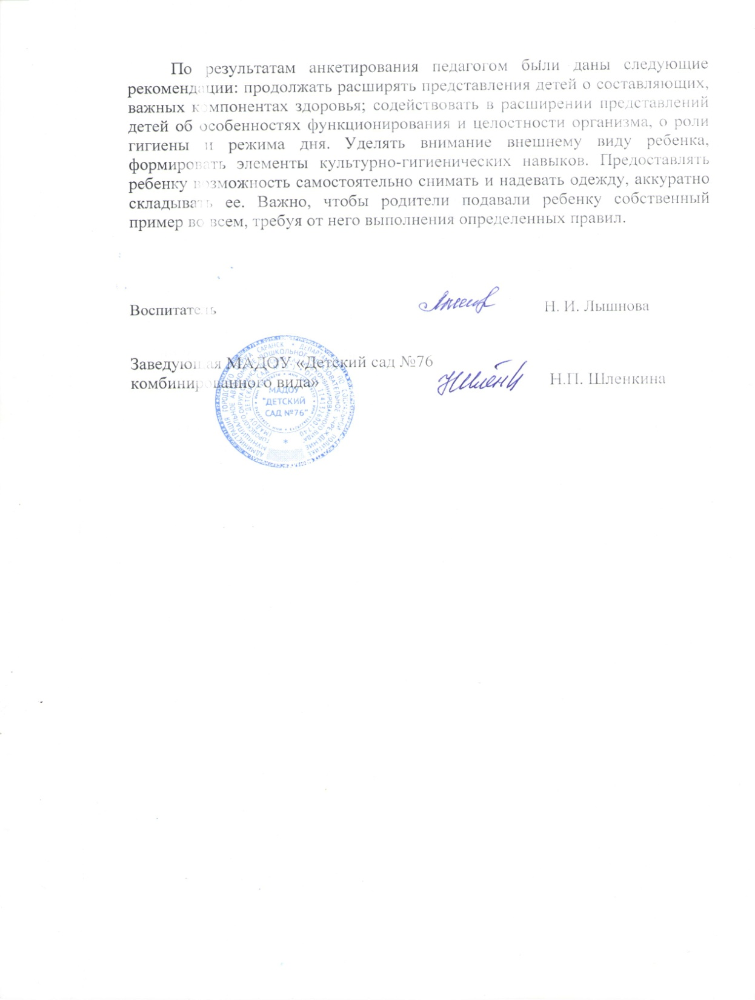 По результатам анкетирования педагогом были даны следующие
рекомендации: продолжать расширять представления детей о составляющих,
важных компонентах здоровья; содействовать в расширении представлений
детей об особенностях функционирования и целостности организма, о роли
гигиены и режима дня. Уделять внимание внешнему виду ребенка,
формировать элементы культурно-гигиенических навыков. Предоставлять
ребенку возможность самостоятельно снимать и надевать одежду, аккуратно
складывать ее. Важно, чтобы родители подавали ребенку собственный
пример во всем, требуя от него выполнения определенных правил.
Воспитатель Н. И. Лышнова
Заведующая МАДОУ «Детский сад №76
комбинированного вида» Н.П. Шленкина
МАДОУ
"ДЕТСКИЙ
САД №76"